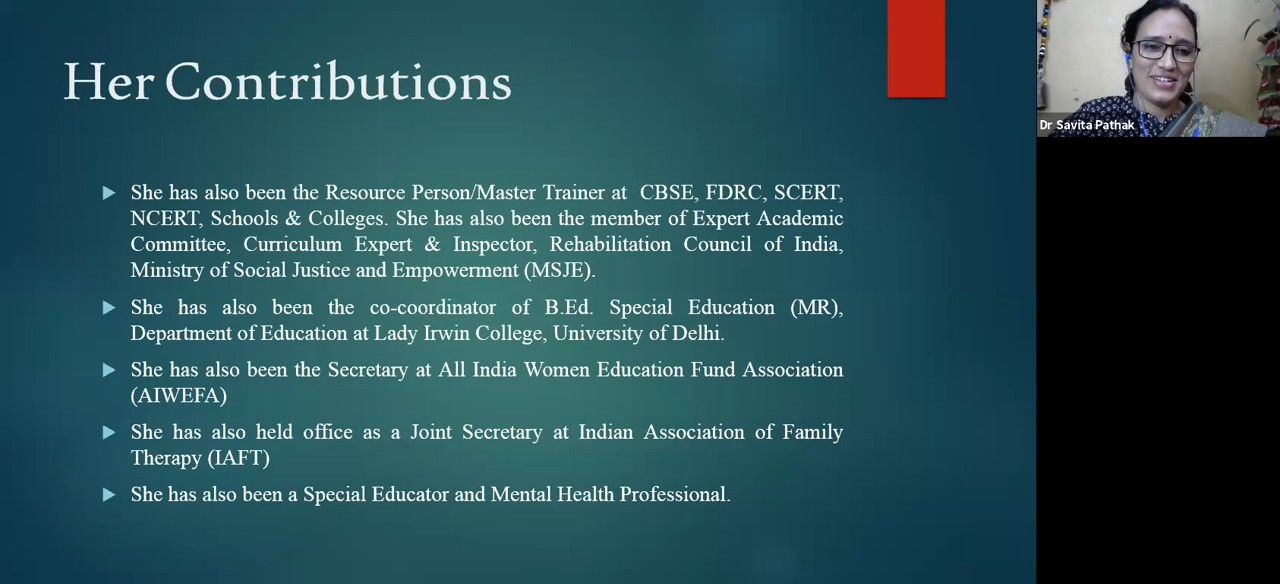 Her Contributions
She has also been the Resource Person/Master Trainer at CBSE, FDRC, SCERT,
NCERT, Schools & Colleges. She has also been the member of Expert Academic
Committee, Curriculum Expert & Inspector, Rehabilitation Council of India,
Ministry of Social Justice and Empowerment (MSJE).
She has also been the co-coordinator of B.Ed. Special Education (MR),
Department of Education at Lady Irwin College, University of Delhi.
She has also been the Secretary at All India Women Education Fund Association
(AIWEFA)
She has also held office as a Joint Secretary at Indian Association of Family
Therapy (IAFT)
She has also been a Special Educator and Mental Health Professional.
Dr Savita Pathak